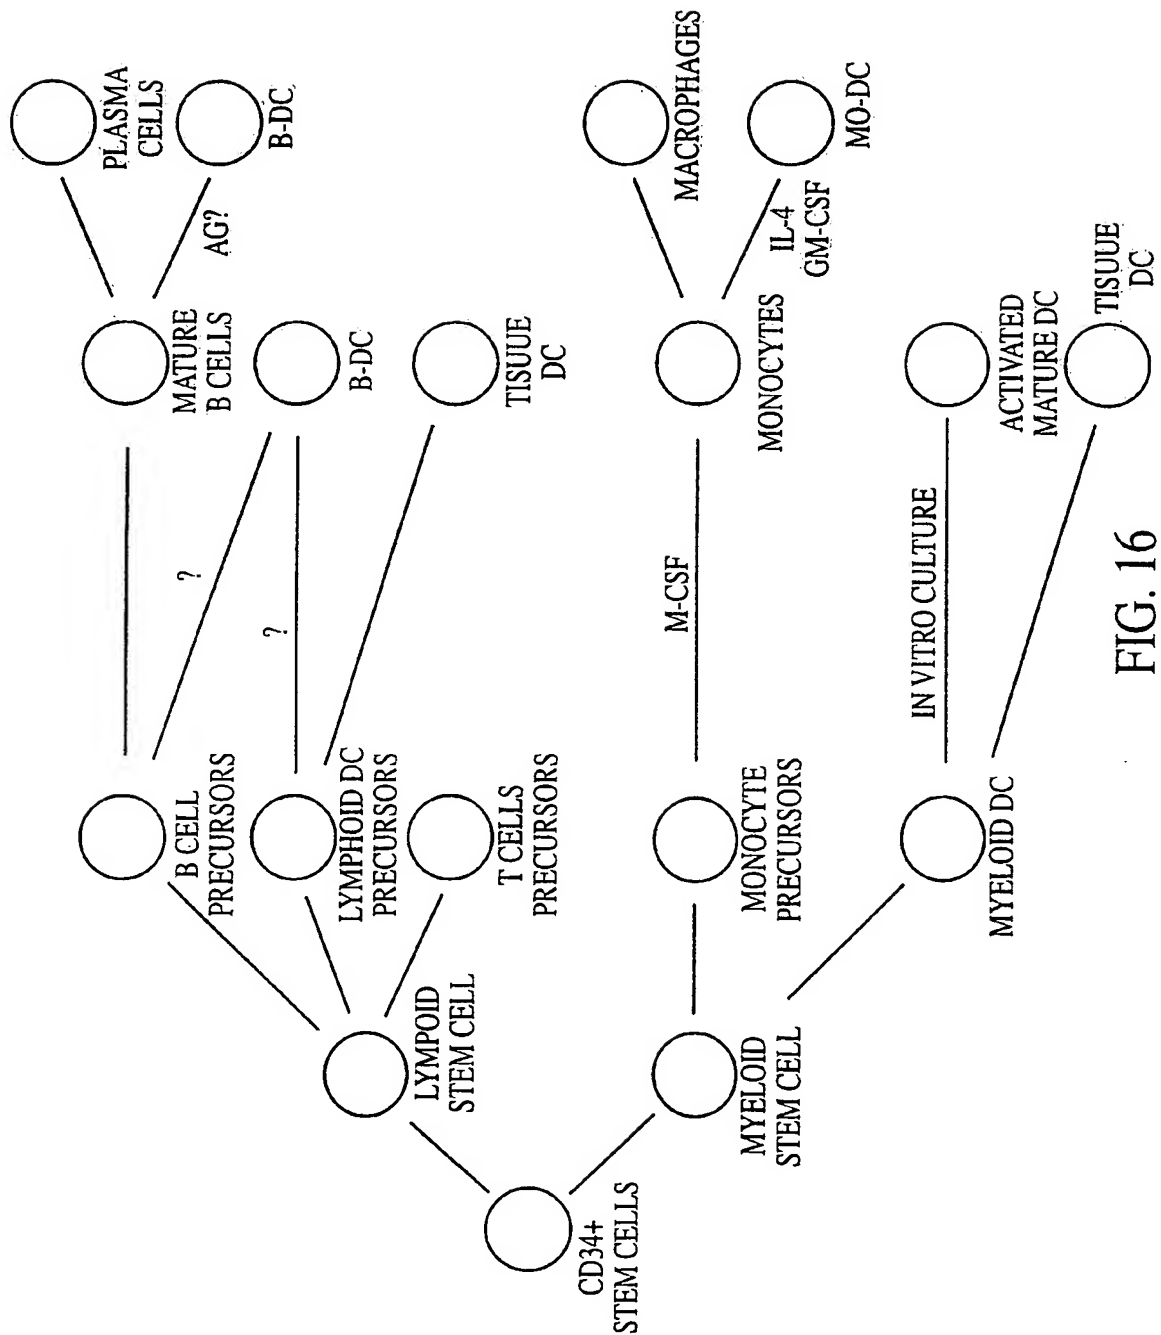 CD34+
STEM CELLS
LYMPOID
STEM CELL
MYELOID
STEM CELL
B CELL
PRECURSORS
LYMPHOID DC
PRECURSORS
T CELLS
PRECURSORS
MONOCYTE
PRECURSORS
MYELOID DC
?
?
M-CSF
IN VITRO CULTURE
MATURE
B CELLS
B-DC
TISUUE
DC
MONOCYTES
ACTIVATED
MATURE DC
TISUUE
DC
AG?
IL-4
GM-CSF
PLASMA
CELLS
B-DC
MACROPHAGES
MO-DC
FIG. 16